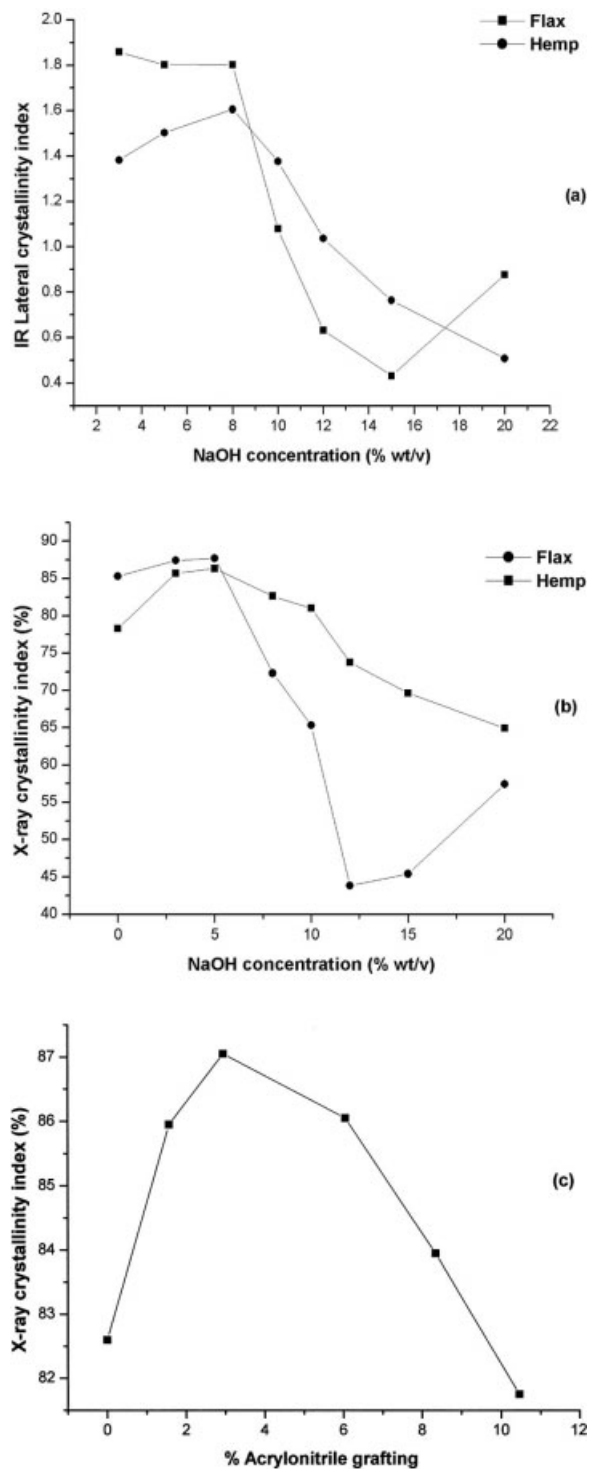 2.0
1.8
1.6
1.4
1.2
1.0
0.8
0.6
0.4
IR Lateral crystallinity index
Flax
Hemp
(a)
2 4 6 8 10 12 14 16 18 20 22
NaOH concentration (% wt/v)
90
85
80
75
70
65
60
55
50
45
40
X-ray crystallinity index (%)
Flax
Hemp
(b)
0 5 10 15 20
NaOH concentration (% wt/v)
87
86
85
84
83
82
X-ray crystallinity index (%)
(c)
0 2 4 6 8 10 12
% Acrylonitrile grafting